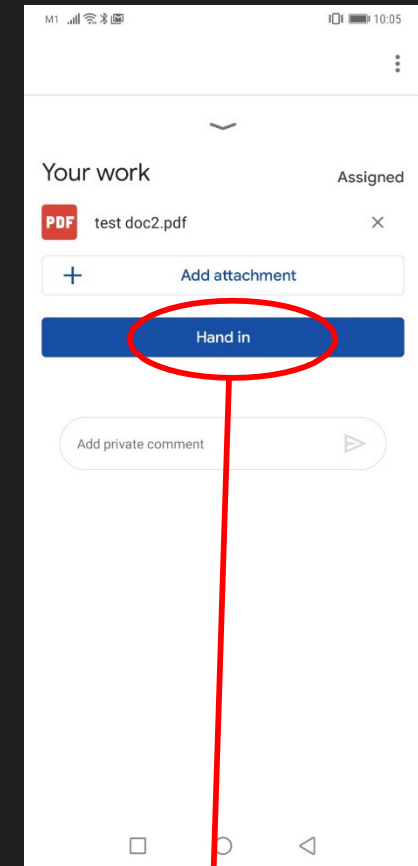 M1 10:05
Your work Assigned
PDF test doc2.pdf
+ Add attachment
Hand in
Add private comment